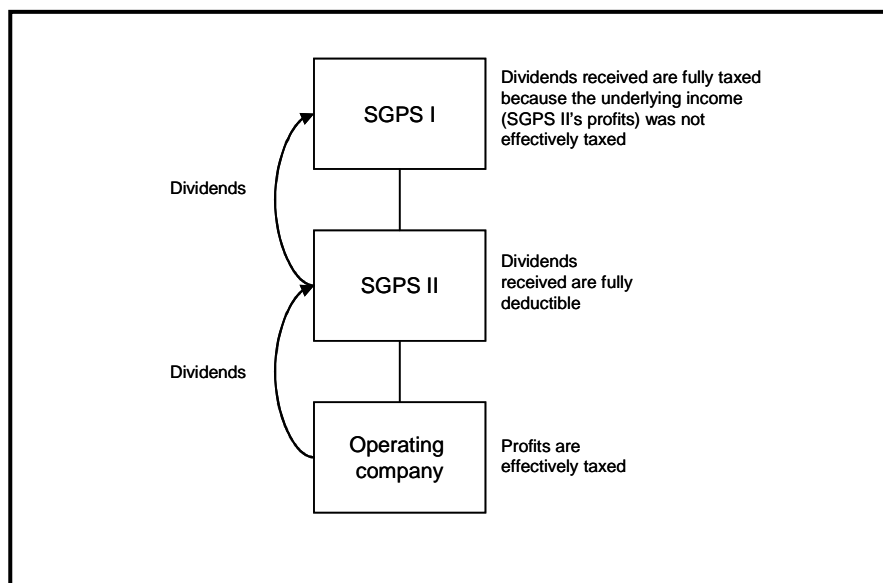 SGPS I
Dividends received are fully taxed
because the underlying income
(SGPS II's profits) was not
effectively taxed
Dividends
SGPS II
Dividends
received are fully
deductible
Dividends
Operating
company
Profits are
effectively taxed